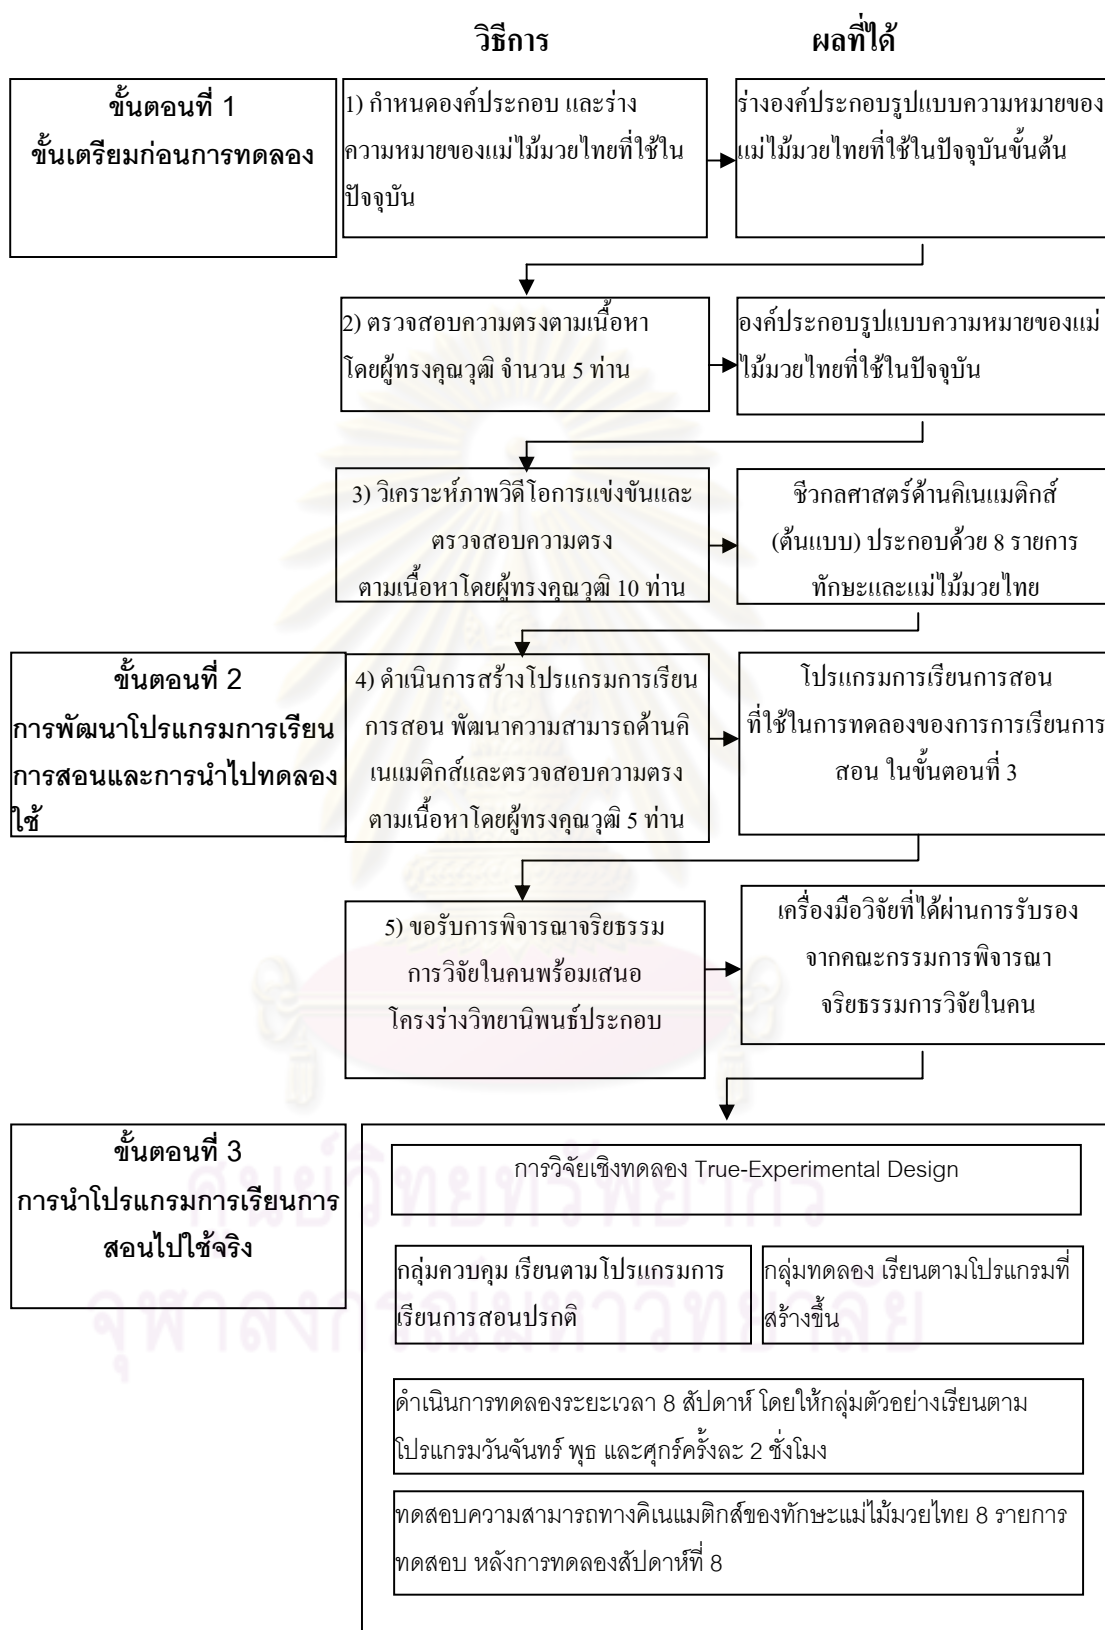 วิธีการ
ผลที่ได้
ขั้นตอนที่ 1
ขั้นเตรียมก่อนการทดลอง
1) กำหนดองค์ประกอบ และร่าง
ความหมายของแม่ไม้มวยไทยที่ใช้ใน
ปัจจุบัน
ร่างองค์ประกอบรูปแบบความหมายของ
แม่ไม้มวยไทยที่ใช้ในปัจจุบันขั้นต้น
2) ตรวจสอบความตรงตามเนื้อหา
โดยผู้ทรงคุณวุฒิ จำนวน 5 ท่าน
องค์ประกอบรูปแบบความหมายของแม่
ไม้มวยไทยที่ใช้ในปัจจุบัน
3) วิเคราะห์ภาพวิดีโอการแข่งขันและ
ตรวจสอบความตรง
ตามเนื้อหาโดยผู้ทรงคุณวุฒิ 10 ท่าน
ชีวกลศาสตร์ด้านคิเนแมติกส์
(ต้นแบบ) ประกอบด้วย 8 รายการ
ทักษะและแม่ไม้มวยไทย
ขั้นตอนที่ 2
การพัฒนาโปรแกรมการเรียน
การสอนและการนำไปทดลอง
ใช้
4) ดำเนินการสร้างโปรแกรมการเรียน
การสอน พัฒนาความสามารถด้านคิ
เนแมติกส์และตรวจสอบความตรง
ตามเนื้อหาโดยผู้ทรงคุณวุฒิ 5 ท่าน
โปรแกรมการเรียนการสอน
ที่ใช้ในการทดลองของการการเรียนการ
สอน ในขั้นตอนที่ 3
5) ขอรับการพิจารณาจริยธรรม
การวิจัยในคนพร้อมเสนอ
โครงร่างวิทยานิพนธ์ประกอบ
เครื่องมือวิจัยที่ได้ผ่านการรับรอง
จากคณะกรรมการพิจารณา
จริยธรรมการวิจัยในคน
ขั้นตอนที่ 3
การนำโปรแกรมการเรียนการ
สอนไปใช้จริง
การวิจัยเชิงทดลอง True-Experimental Design
กลุ่มควบคุม เรียนตามโปรแกรมการ
เรียนการสอนปรกติ
กลุ่มทดลอง เรียนตามโปรแกรมที่
สร้างขึ้น
ดำเนินการทดลองระยะเวลา 8 สัปดาห์ โดยให้กลุ่มตัวอย่างเรียนตาม
โปรแกรมวันจันทร์ พุธ และศุกร์ครั้งละ 2 ชั่วโมง
ทดสอบความสามารถทางคิเนแมติกส์ของทักษะแม่ไม้มวยไทย 8 รายการ
ทดสอบ หลังการทดลองสัปดาห์ที่ 8
ศูนย์วิทยทรัพยากร
จุฬาลงกรณ์มหาวิทยาลัย